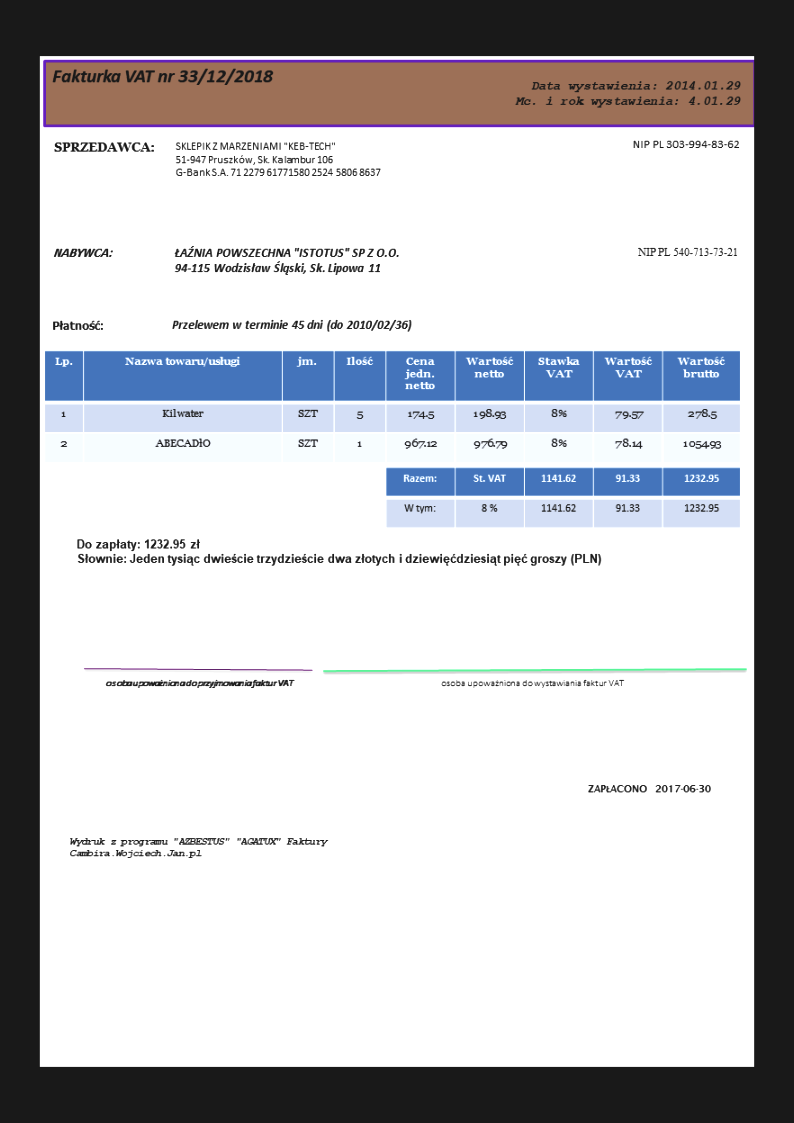 Fakturka VAT nr 33/12/2018
Data wystawienia: 2014.01.29
Mc. i rok wystawienia: 4.01.29
SPRZEDAWCA: SKLEPIK Z MARZENIAMI "KEB-TECH" NIP PL 303-994-83-62
51-947 Pruszków, Sk. Kalambur 106
G-Bank S.A. 71 2279 61771580 2524 5806 8637
NABYWCA: ŁAŹNIA POWSZECHNA "ISTOTUS" SP Z O.O. NIP PL 540-713-73-21
94-115 Wodzisław Śląski, Sk. Lipowa 11
Płatność: Przelewem w terminie 45 dni (do 2010/02/36)
Lp. Nazwa towaru/usługi jm. Ilość Cena jedn. netto Wartość netto Stawka VAT Wartość VAT Wartość brutto
1 Kilwater SZT 5 174.5 198.93 8% 79.57 278.5
2 ABECADŁO SZT 1 967.12 976.79 8% 78.14 1054.93
Razem: St. VAT 1141.62 91.33 1232.95
W tym: 8 % 1141.62 91.33 1232.95
Do zapłaty: 1232.95 zł
Słownie: Jeden tysiąc dwieście trzydzieście dwa złotych i dziewięćdziesiąt pięć groszy (PLN)
osoba upoważniona do przyjmowania faktur VAT osoba upoważniona do wystawiania faktur VAT
ZAPŁACONO 2017-06-30
Wydruk z programu "AZBESTUS" "AGATUX" Faktury
Cambira.Wojciech.Jan.pl